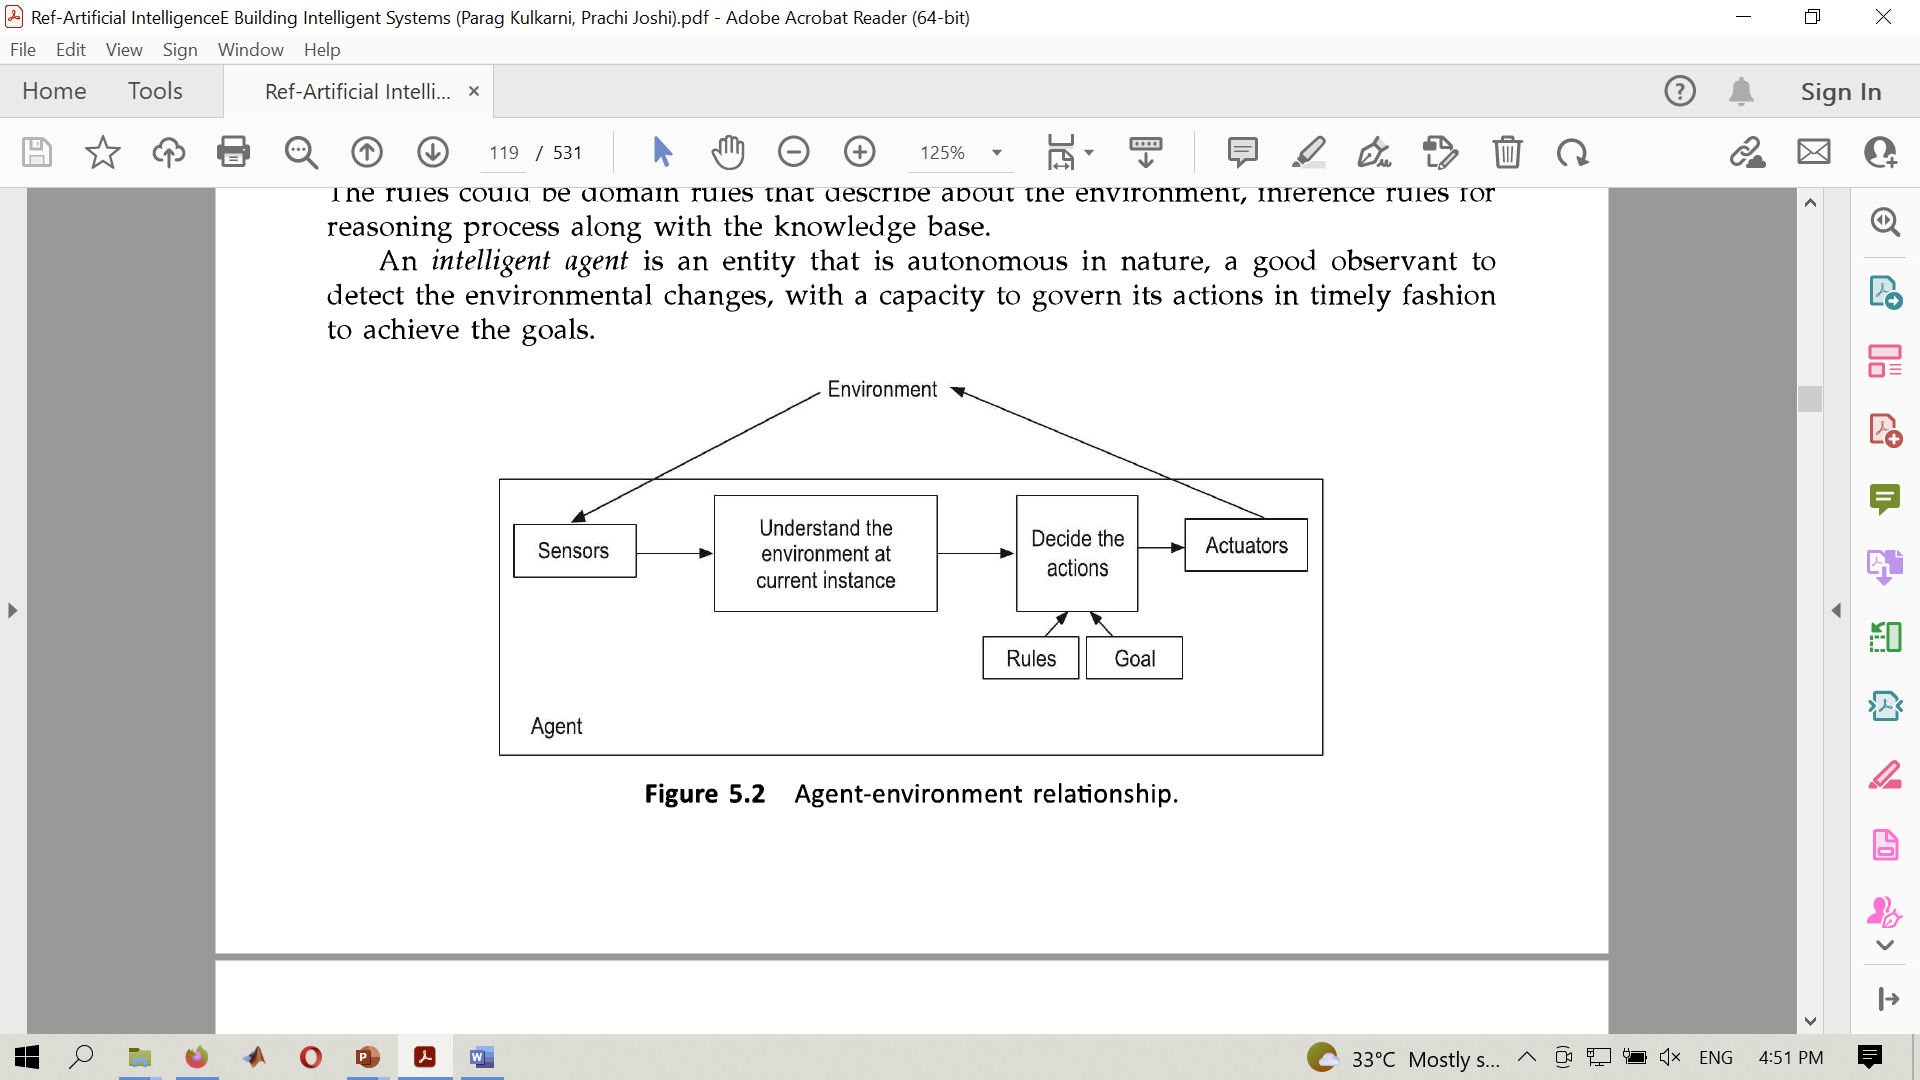 Ref-Artificial IntelligenceE Building Intelligent Systems (Parag Kulkarni, Prachi Joshi).pdf - Adobe Acrobat Reader (64-bit)
File Edit View Sign Window Help
Home Tools Ref-Artificial Intelli... × Sign In
119 / 531 125%
The rules could be domain rules that describe about the environment, inference rules for
reasoning process along with the knowledge base.
An intelligent agent is an entity that is autonomous in nature, a good observant to
detect the environmental changes, with a capacity to govern its actions in timely fashion
to achieve the goals.
Environment
Sensors
Understand the
environment at
current instance
Decide the
actions
Actuators
Rules
Goal
Agent
Figure 5.2 Agent-environment relationship.
33°C Mostly s... ENG 4:51 PM